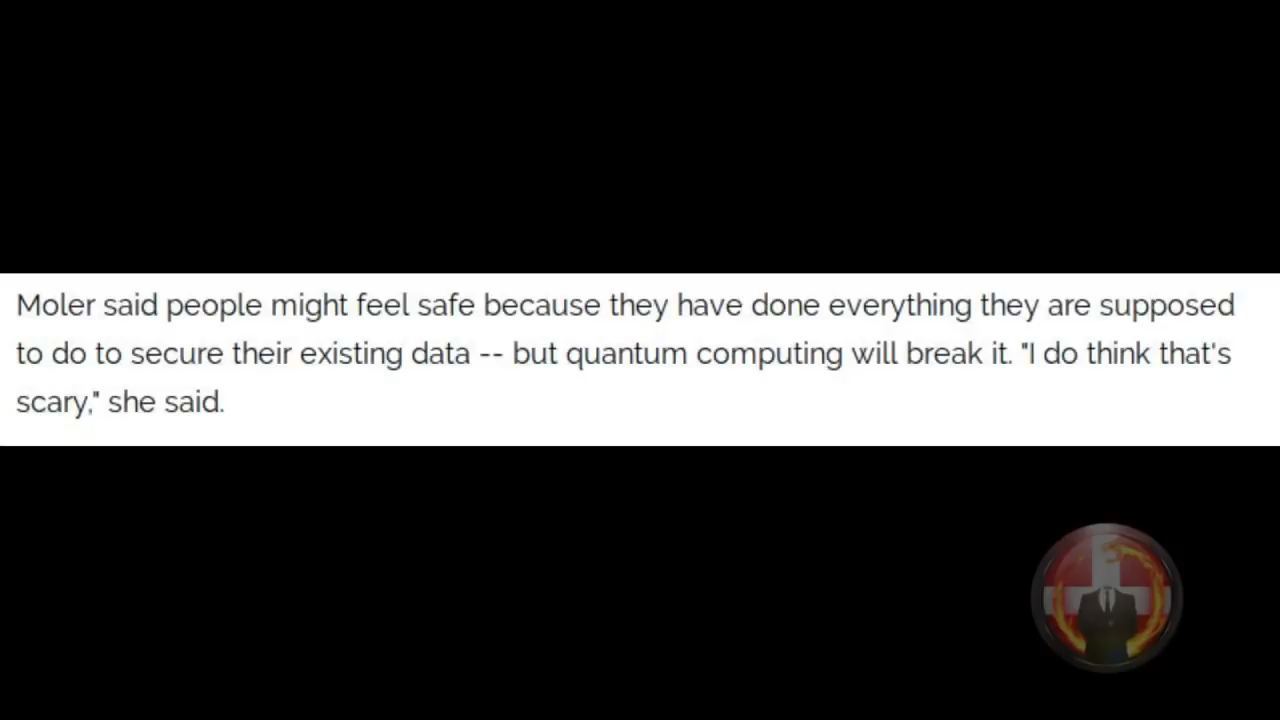 Moler said people might feel safe because they have done everything they are supposed
to do to secure their existing data -- but quantum computing will break it. "I do think that's
scary," she said.